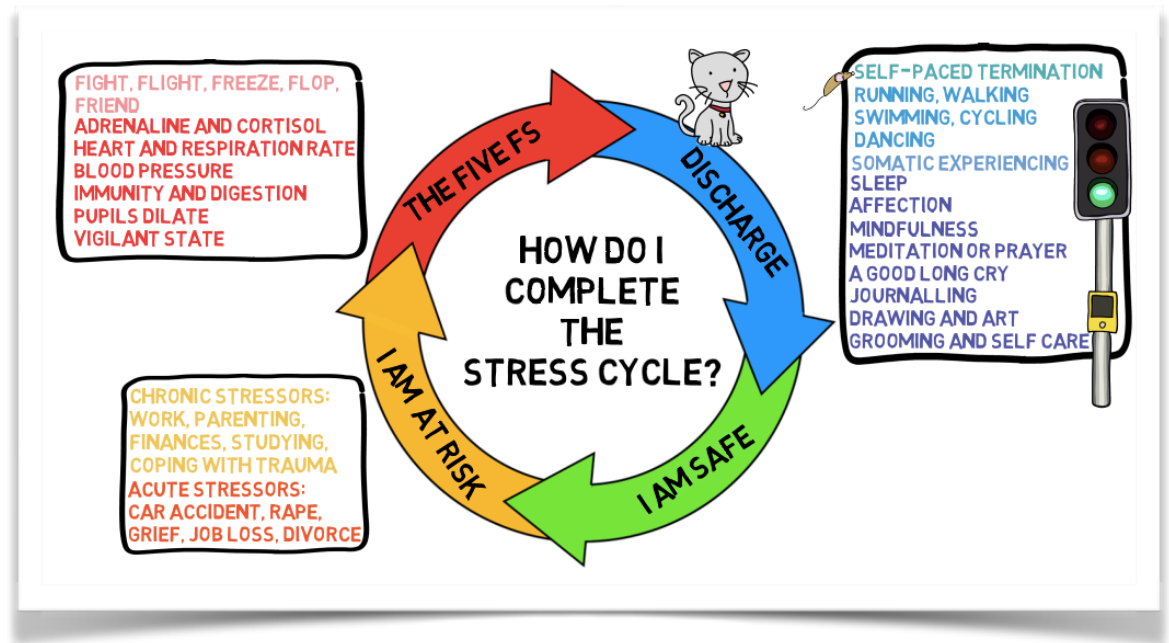 FIGHT, FLIGHT, FREEZE, FLOP,
FRIEND
ADRENALINE AND CORTISOL
HEART AND RESPIRATION RATE
BLOOD PRESSURE
IMMUNITY AND DIGESTION
PUPILS DILATE
VIGILANT STATE
THE FIVE FS
DISCHARGE
I AM SAFE
I AM AT RISK
HOW DO I
COMPLETE
THE
STRESS CYCLE?
SELF-PACED TERMINATION
RUNNING, WALKING
SWIMMING, CYCLING
DANCING
SOMATIC EXPERIENCING
SLEEP
AFFECTION
MINDFULNESS
MEDITATION OR PRAYER
A GOOD LONG CRY
JOURNALLING
DRAWING AND ART
GROOMING AND SELF CARE
CHRONIC STRESSORS:
WORK, PARENTING,
FINANCES, STUDYING,
COPING WITH TRAUMA
ACUTE STRESSORS:
CAR ACCIDENT, RAPE,
GRIEF, JOB LOSS, DIVORCE